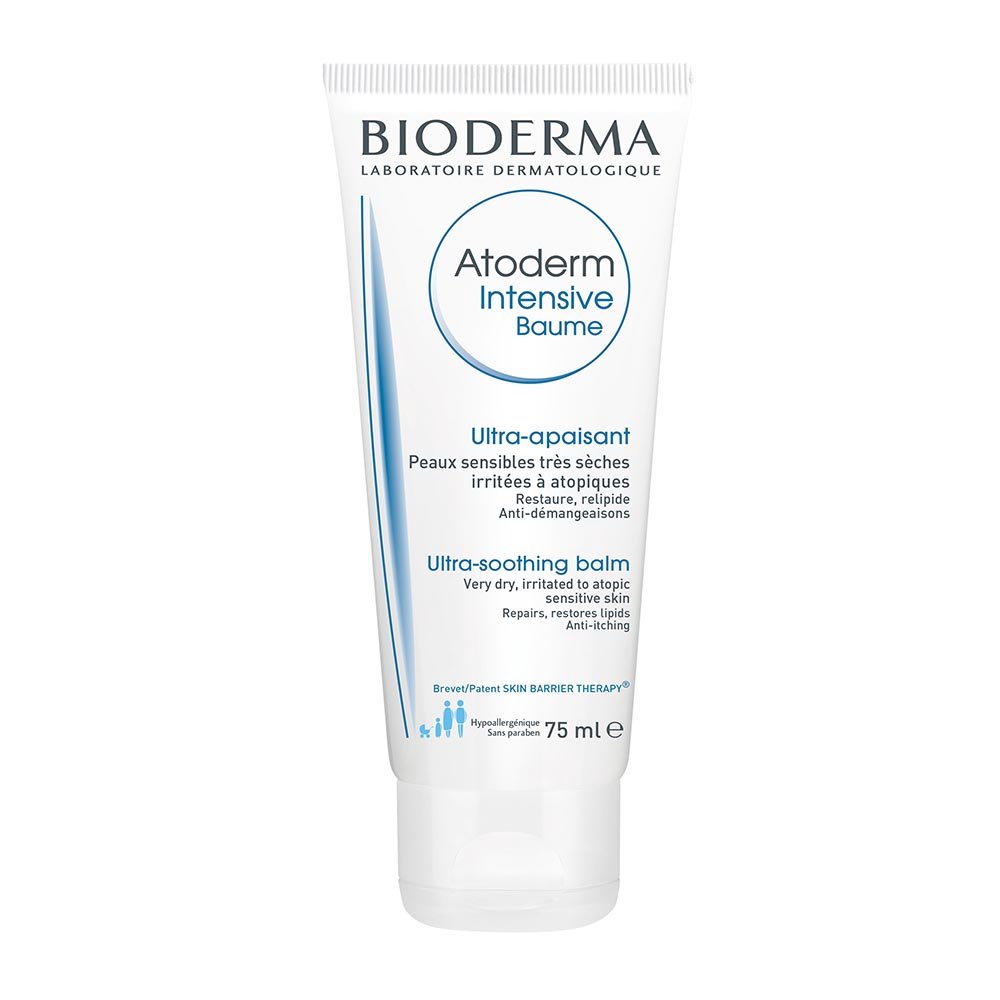 BIODERMA
LABORATOIRE DERMATOLOGIQUE
Atoderm
Intensive
Baume
Ultra-apaisant
Peaux sensibles très sèches
irritées à atopiques
Restaure, relipide
Anti-démangeaisons
Ultra-soothing balm
Very dry, irritated to atopic
sensitive skin
Repairs, restores lipids
Anti-itching
Brevet/Patent SKIN BARRIER THERAPY®
Hypoallergénique
Sans paraben
75 ml ℮